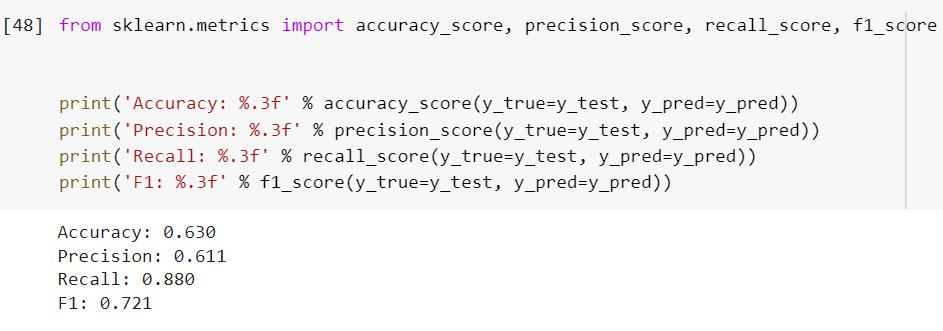 [48] from sklearn.metrics import accuracy_score, precision_score, recall_score, f1_score
print('Accuracy: %.3f' % accuracy_score(y_true=y_test, y_pred=y_pred))
print('Precision: %.3f' % precision_score(y_true=y_test, y_pred=y_pred))
print('Recall: %.3f' % recall_score(y_true=y_test, y_pred=y_pred))
print('F1: %.3f' % f1_score(y_true=y_test, y_pred=y_pred))
Accuracy: 0.630
Precision: 0.611
Recall: 0.880
F1: 0.721